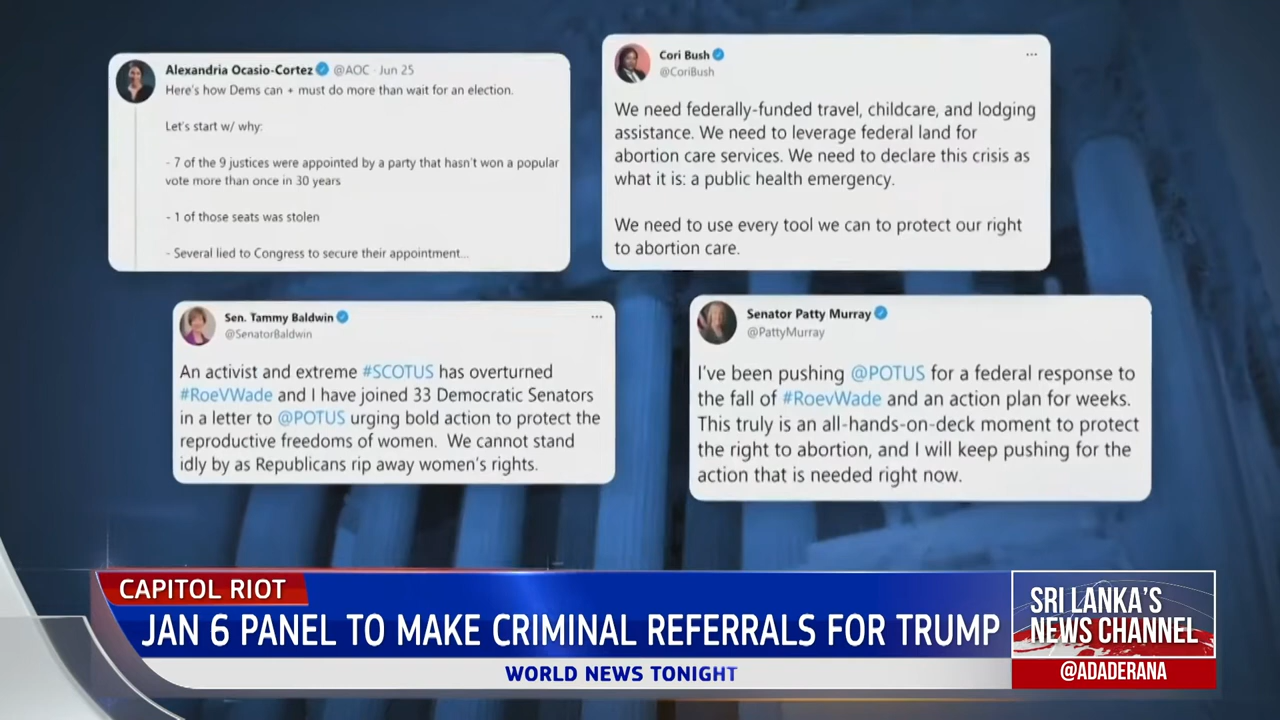 Alexandria Ocasio-Cortez @AOC · Jun 25
Here's how Dems can + must do more than wait for an election.
Let's start w/ why:
- 7 of the 9 justices were appointed by a party that hasn't won a popular
vote more than once in 30 years
- 1 of those seats was stolen
- Several lied to Congress to secure their appointment...
Cori Bush
@CoriBush
We need federally-funded travel, childcare, and lodging
assistance. We need to leverage federal land for
abortion care services. We need to declare this crisis as
what it is: a public health emergency.
We need to use every tool we can to protect our right
to abortion care.
Sen. Tammy Baldwin
@SenatorBaldwin
An activist and extreme #SCOTUS has overturned
#RoeVWade and I have joined 33 Democratic Senators
in a letter to @POTUS urging bold action to protect the
reproductive freedoms of women. We cannot stand
idly by as Republicans rip away women's rights.
Senator Patty Murray
@PattyMurray
I've been pushing @POTUS for a federal response to
the fall of #RoevWade and an action plan for weeks.
This truly is an all-hands-on-deck moment to protect
the right to abortion, and I will keep pushing for the
action that is needed right now.
CAPITOL RIOT
JAN 6 PANEL TO MAKE CRIMINAL REFERRALS FOR TRUMP
WORLD NEWS TONIGHT
SRI LANKA'S
NEWS CHANNEL
@ADADERANA